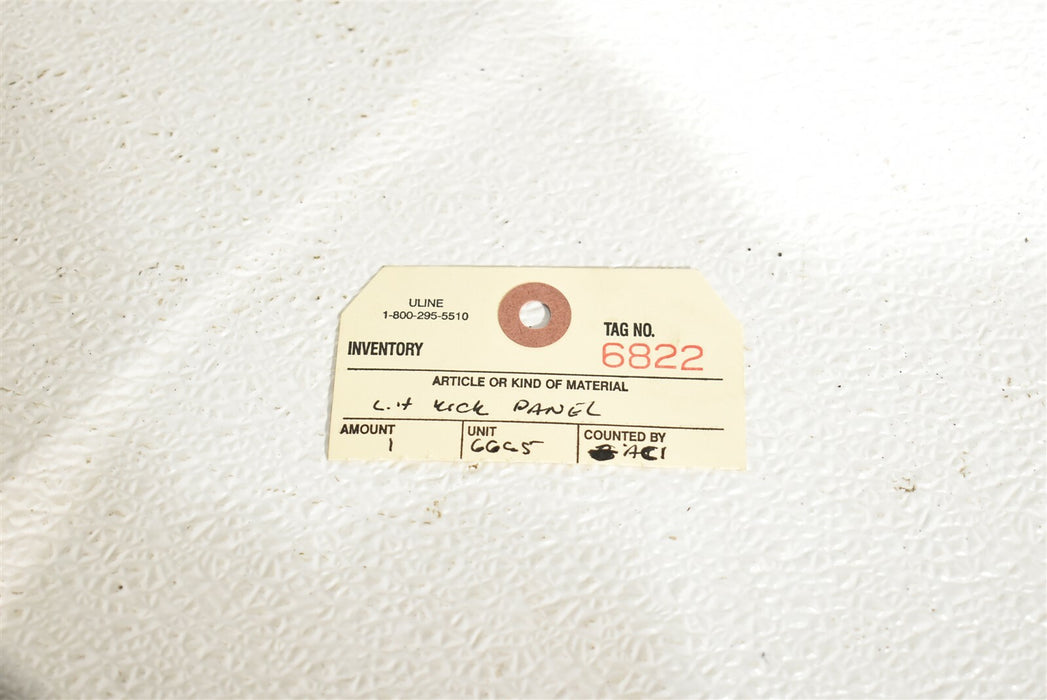 ULINE
1-800-295-5510
INVENTORY
TAG NO.
6822
ARTICLE OR KIND OF MATERIAL
L.H KICK PANEL
AMOUNT
1
UNIT
COUNTED BY